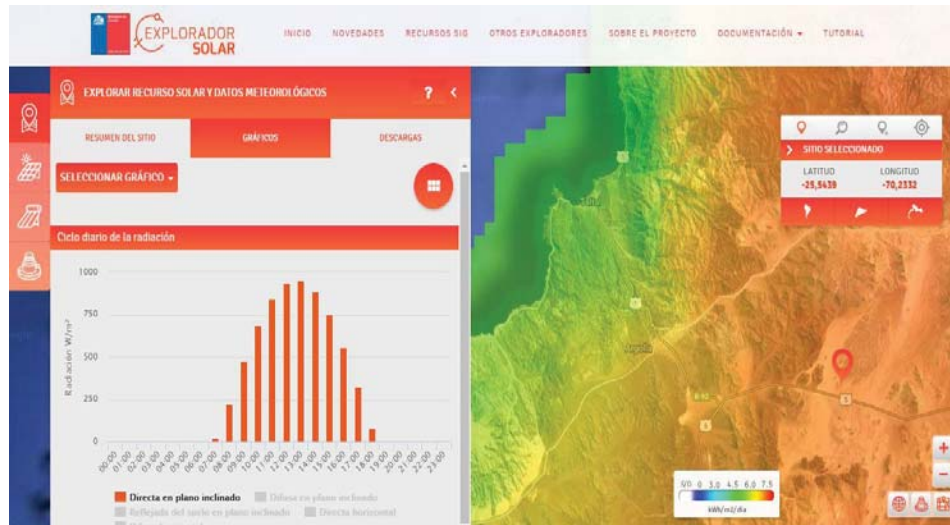 EXPLORADOR
SOLAR
INICIO NOVEDADES RECURSOS SIG OTROS EXPLORADORES SOBRE EL PROYECTO DOCUMENTACIÓN TUTORIAL
EXPLORAR RECURSO SOLAR Y DATOS METEOROLÓGICOS ? <
RESUMEN DEL SITIO GRÁFICOS DESCARGAS
SELECCIONAR GRÁFICO
Ciclo diario de la radiación
Radiación W/m²
1000
750
500
250
0
00:00 01:00 02:00 03:00 04:00 05:00 06:00 07:00 08:00 09:00 10:00 11:00 12:00 13:00 14:00 15:00 16:00 17:00 18:00 19:00 20:00 21:00 22:00 23:00
Directa en plano inclinado Difusa en plano inclinado
Reflejada del suelo en plano inclinado Directa horizontal
> SITIO SELECCIONADO
LATITUD LONGITUD
-25,5439 -70,2332
Taltal
5
S/D 0 3.0 4.5 6.0 7.5
kWh/m2/dia
+
-